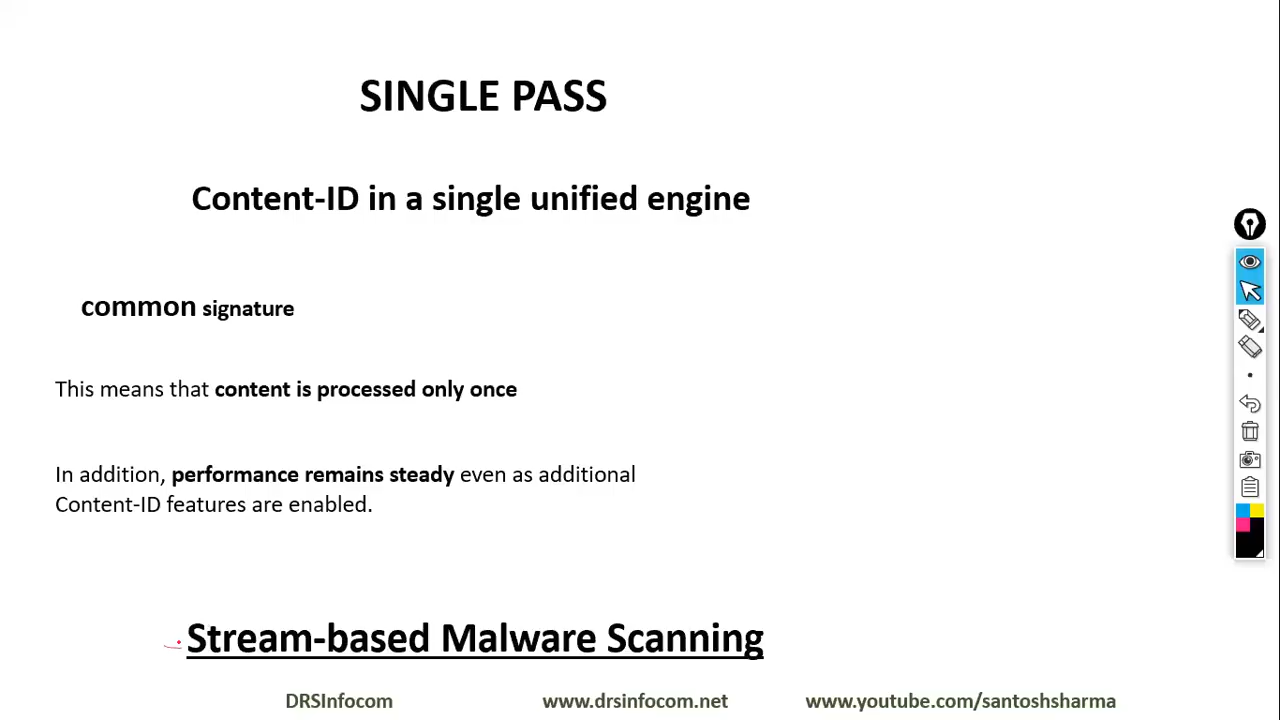 SINGLE PASS
Content-ID in a single unified engine
common signature
This means that content is processed only once
In addition, performance remains steady even as additional
Content-ID features are enabled.
Stream-based Malware Scanning
DRSInfocom www.drsinfocom.net www.youtube.com/santoshsharma